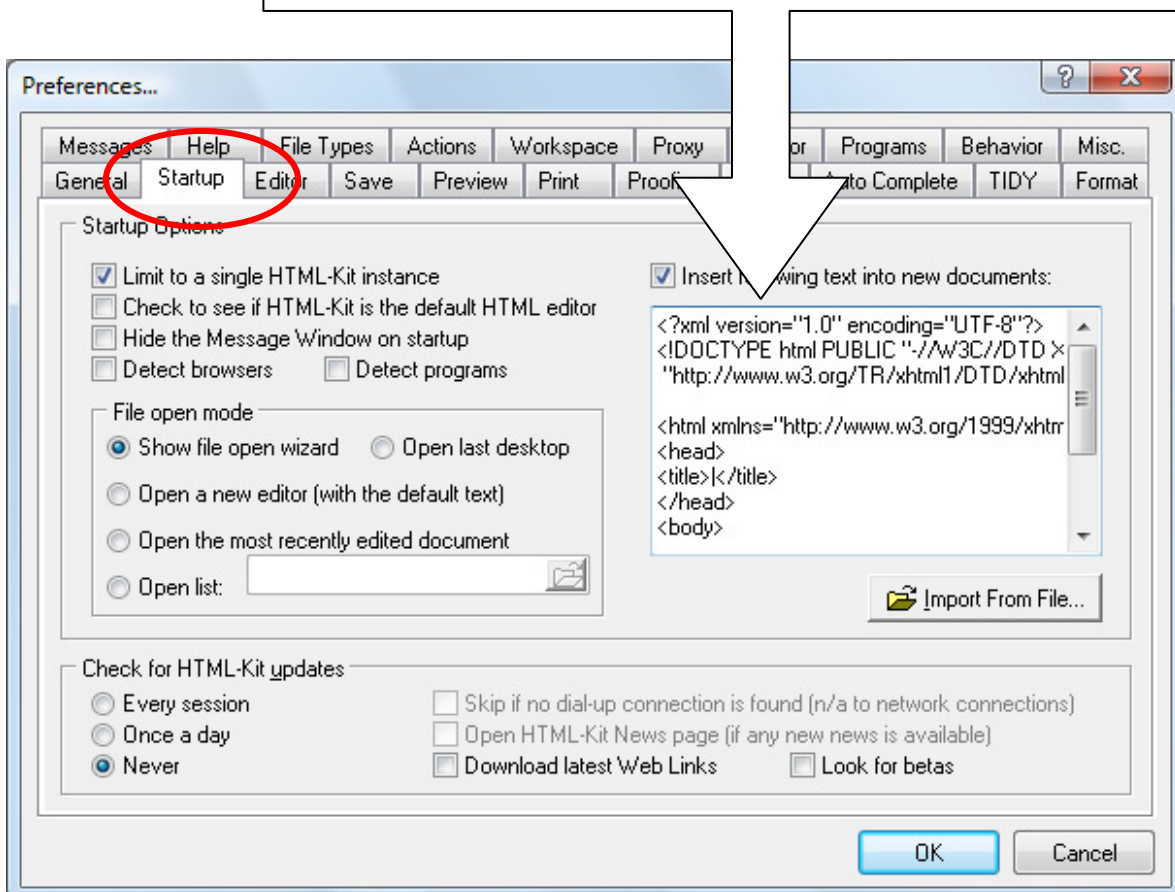 Preferences...
Messages Help File Types Actions Workspace Proxy or Programs Behavior Misc.
General Startup Editor Save Preview Print Auto Complete TIDY Format
Startup Options
Limit to a single HTML-Kit instance
Check to see if HTML-Kit is the default HTML editor
Hide the Message Window on startup
Detect browsers Detect programs
File open mode
Show file open wizard Open last desktop
Open a new editor (with the default text)
Open the most recently edited document
Open list:
Insert following text into new documents:
<?xml version="1.0" encoding="UTF-8"?>
<!DOCTYPE html PUBLIC "-//W3C//DTD X
"http://www.w3.org/TR/xhtml1/DTD/xhtml
<html xmlns="http://www.w3.org/1999/xhtm
<head>
<title>|</title>
</head>
<body>
Import From File...
Check for HTML-Kit updates
Every session
Once a day
Never
Skip if no dial-up connection is found (n/a to network connections)
Open HTML-Kit News page (if any new news is available)
Download latest Web Links Look for betas
OK Cancel